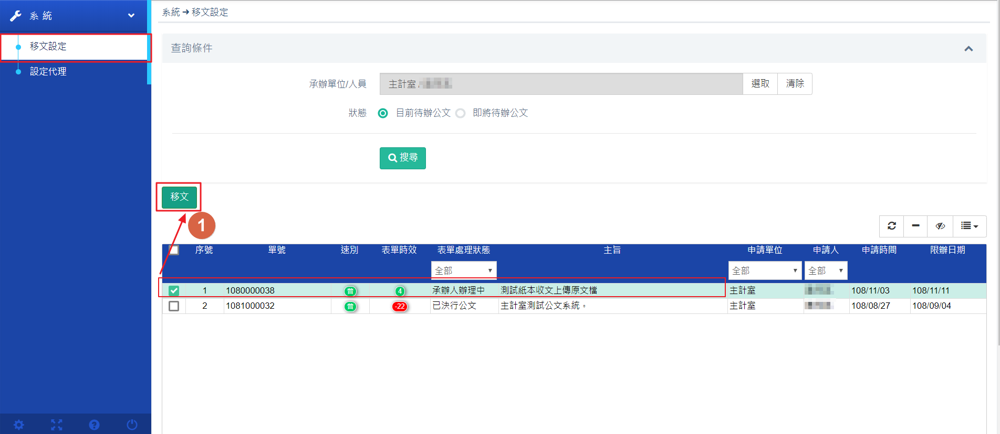 系統
系統 ➔ 移文設定
移文設定
設定代理
查詢條件
承辦單位/人員
主計室 /
選取
清除
狀態
目前待辦公文
即將待辦公文
搜尋
移文
1
序號 單號 速別 表單時效 表單處理狀態 主旨 申請單位 申請人 申請時間 限辦日期
全部 全部 全部
1 1080000038 普 4 承辦人辦理中 測試紙本收文上傳原文檔 主計室 108/11/03 108/11/11
2 1081000032 普 -22 已決行公文 主計室測試公文系統。 主計室 108/08/27 108/09/04